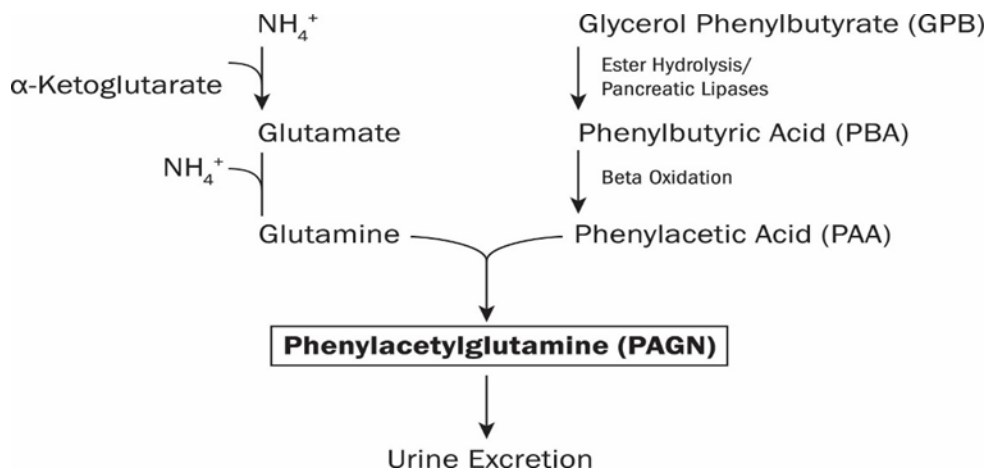 NH₄⁺
α-Ketoglutarate
Glutamate
NH₄⁺
Glutamine
Glycerol Phenylbutyrate (GPB)
Ester Hydrolysis/
Pancreatic Lipases
Phenylbutyric Acid (PBA)
Beta Oxidation
Phenylacetic Acid (PAA)
Phenylacetylglutamine (PAGN)
Urine Excretion